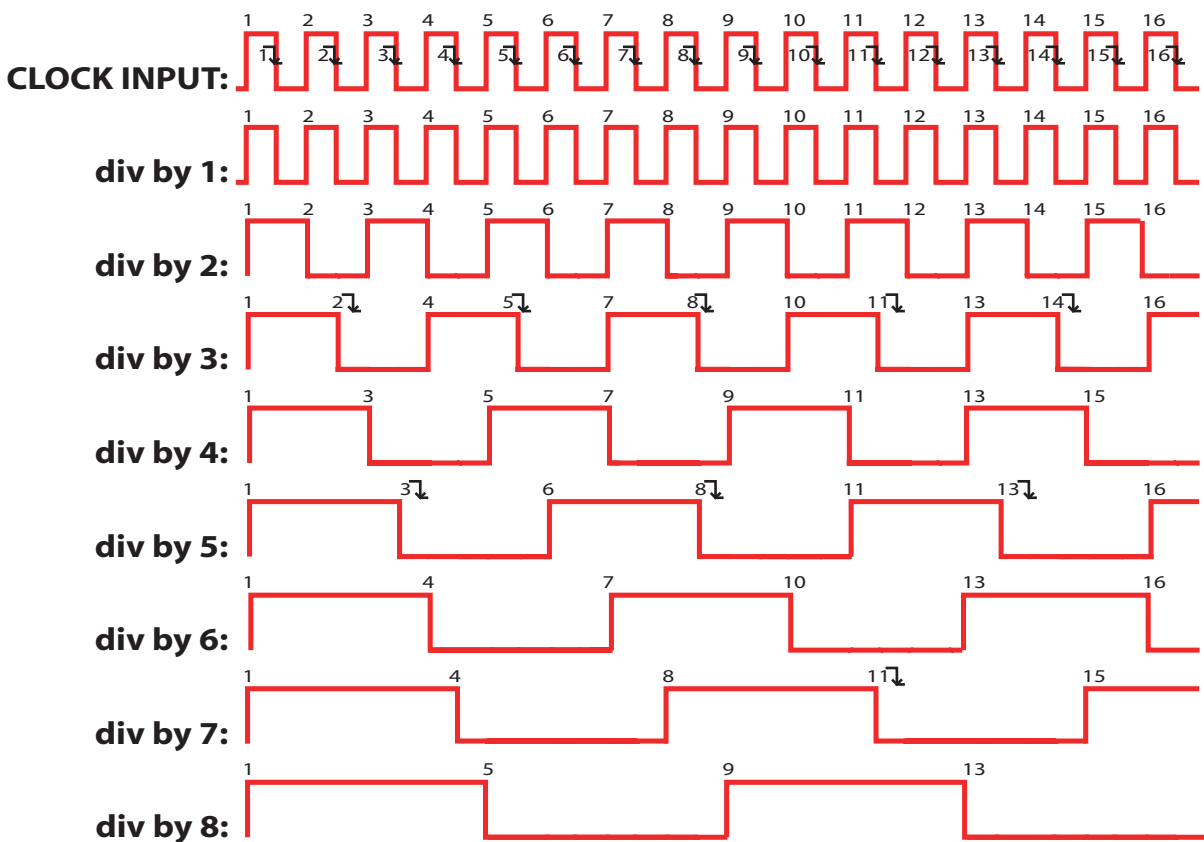 1 2 3 4 5 6 7 8 9 10 11 12 13 14 15 16
1 2 3 4 5 6 7 8 9 10 11 12 13 14 15 16
CLOCK INPUT:
1 2 3 4 5 6 7 8 9 10 11 12 13 14 15 16
div by 1:
1 2 3 4 5 6 7 8 9 10 11 12 13 14 15 16
div by 2:
1 2 4 5 7 8 10 11 13 14 16
div by 3:
1 3 5 7 9 11 13 15
div by 4:
1 3 6 8 11 13 16
div by 5:
1 4 7 10 13 16
div by 6:
1 4 8 11 15
div by 7:
1 5 9 13
div by 8: